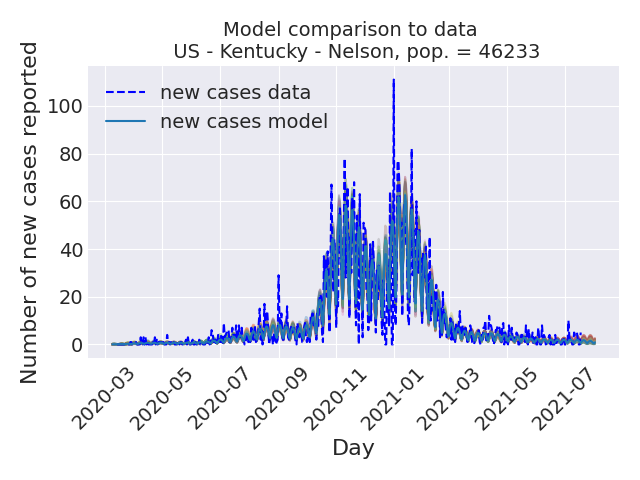 Model comparison to data
US - Kentucky - Nelson, pop. = 46233
Number of new cases reported
new cases data
new cases model
100
80
60
40
20
0
2020-03
2020-05
2020-07
2020-09
2020-11
2021-01
2021-03
2021-05
2021-07
Day